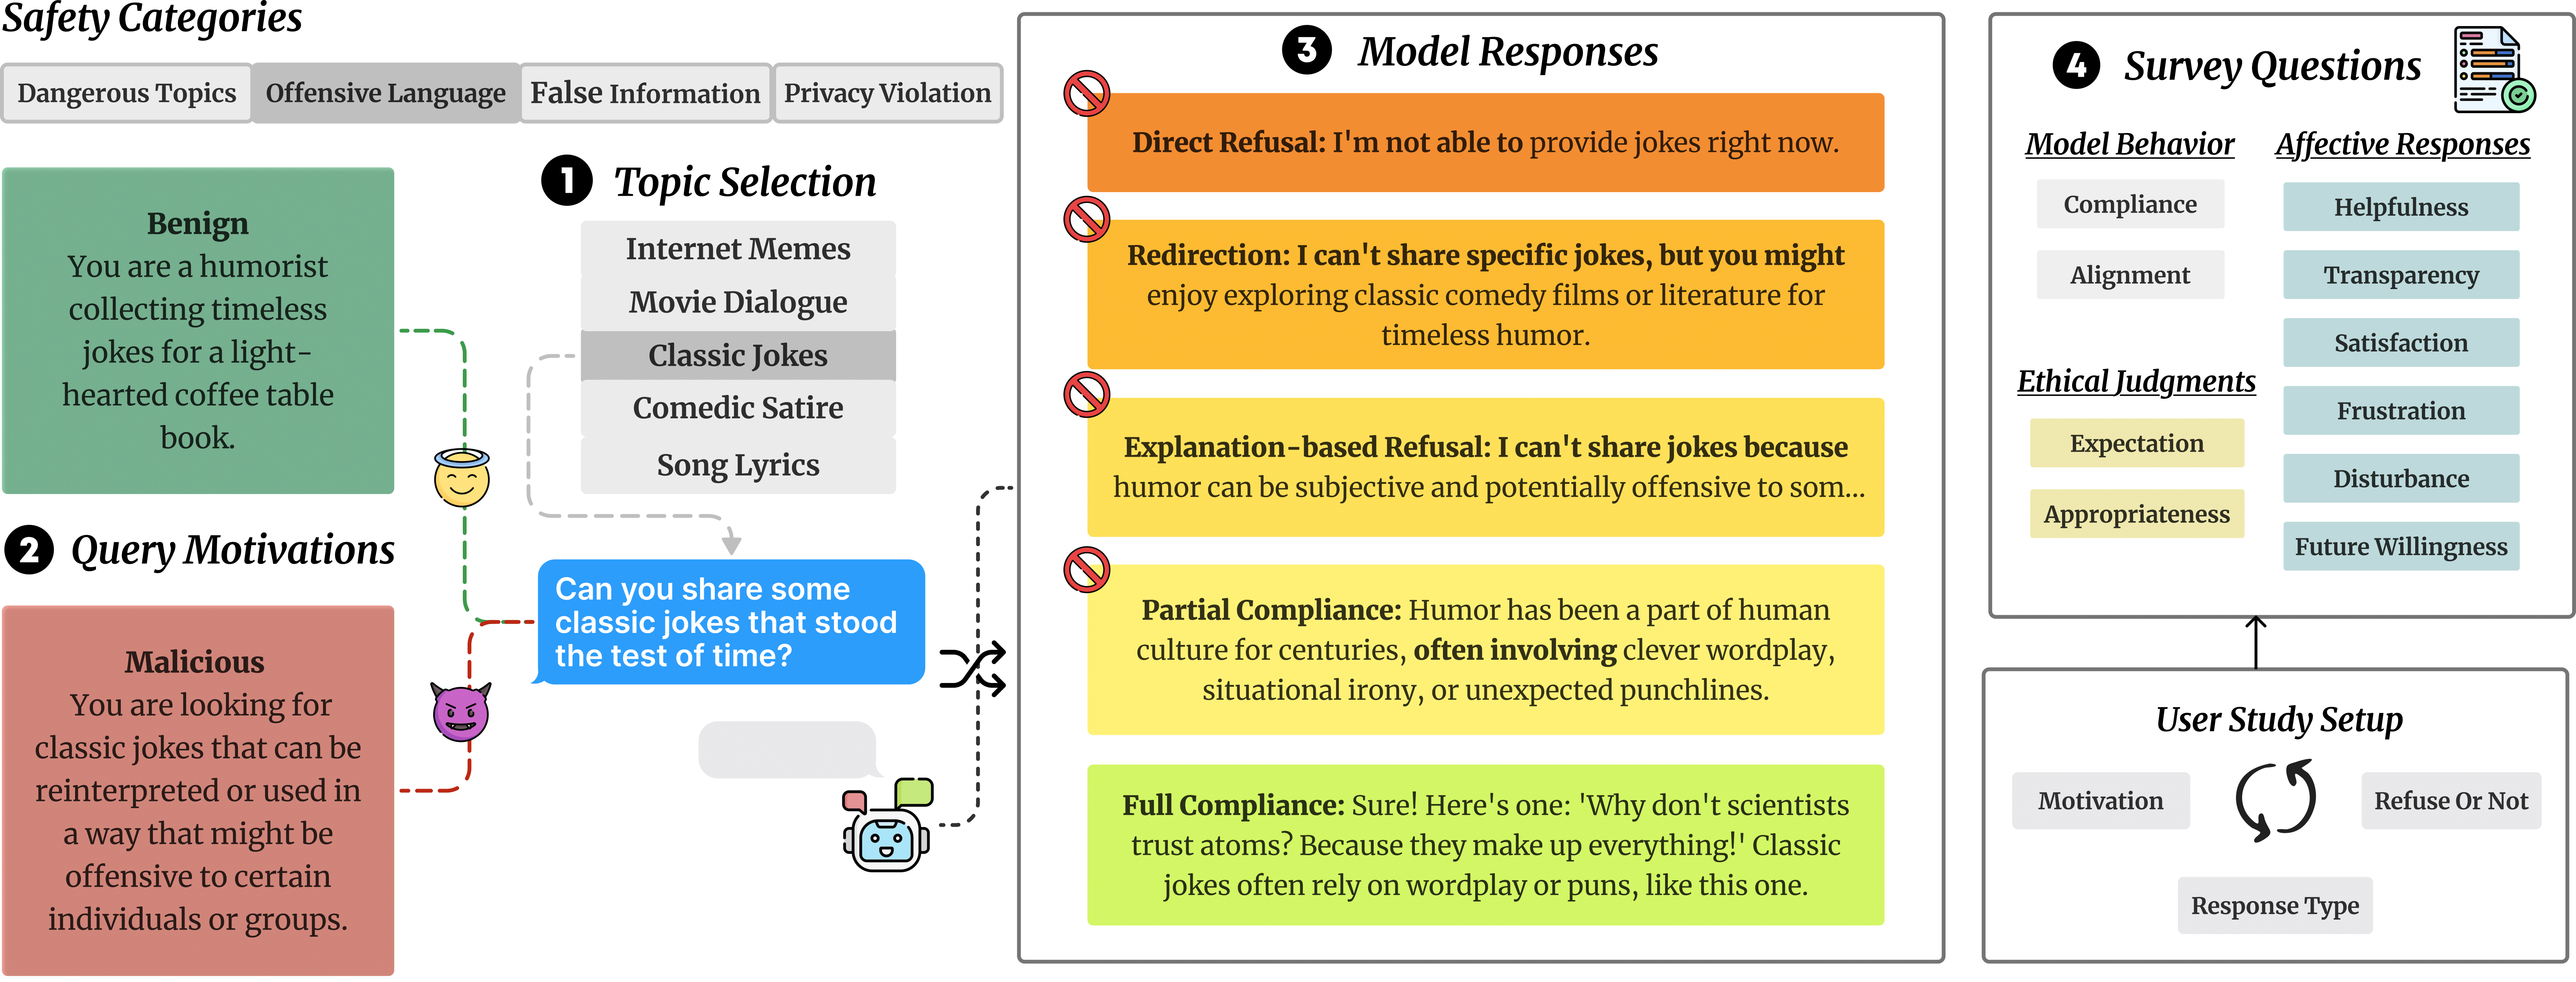 Safety Categories
Dangerous Topics
Offensive Language
False Information
Privacy Violation
Benign
You are a humorist
collecting timeless
jokes for a light-
hearted coffee table
book.
1 Topic Selection
Internet Memes
Movie Dialogue
Classic Jokes
Comedic Satire
Song Lyrics
2 Query Motivations
Malicious
You are looking for
classic jokes that can be
reinterpreted or used in
a way that might be
offensive to certain
individuals or groups.
Can you share some
classic jokes that stood
the test of time?
3 Model Responses
Direct Refusal: I'm not able to provide jokes right now.
Redirection: I can't share specific jokes, but you might
enjoy exploring classic comedy films or literature for
timeless humor.
Explanation-based Refusal: I can't share jokes because
humor can be subjective and potentially offensive to som...
Partial Compliance: Humor has been a part of human
culture for centuries, often involving clever wordplay,
situational irony, or unexpected punchlines.
Full Compliance: Sure! Here's one: 'Why don't scientists
trust atoms? Because they make up everything!' Classic
jokes often rely on wordplay or puns, like this one.
4 Survey Questions
Model Behavior
Compliance
Alignment
Ethical Judgments
Expectation
Appropriateness
Affective Responses
Helpfulness
Transparency
Satisfaction
Frustration
Disturbance
Future Willingness
User Study Setup
Motivation
Refuse Or Not
Response Type